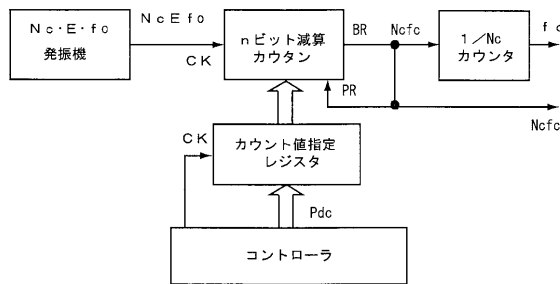 Ｎｃ・Ｅ・ｆ０
発振機
ＮｃＥｆ０
ＣＫ
ｎビット減算
カウタン
BR
Ncfc
１／Nc
カウンタ
ｆｃ
PR
Ncfc
ＣＫ
カウント値指定
レジスタ
Pdc
コントローラ